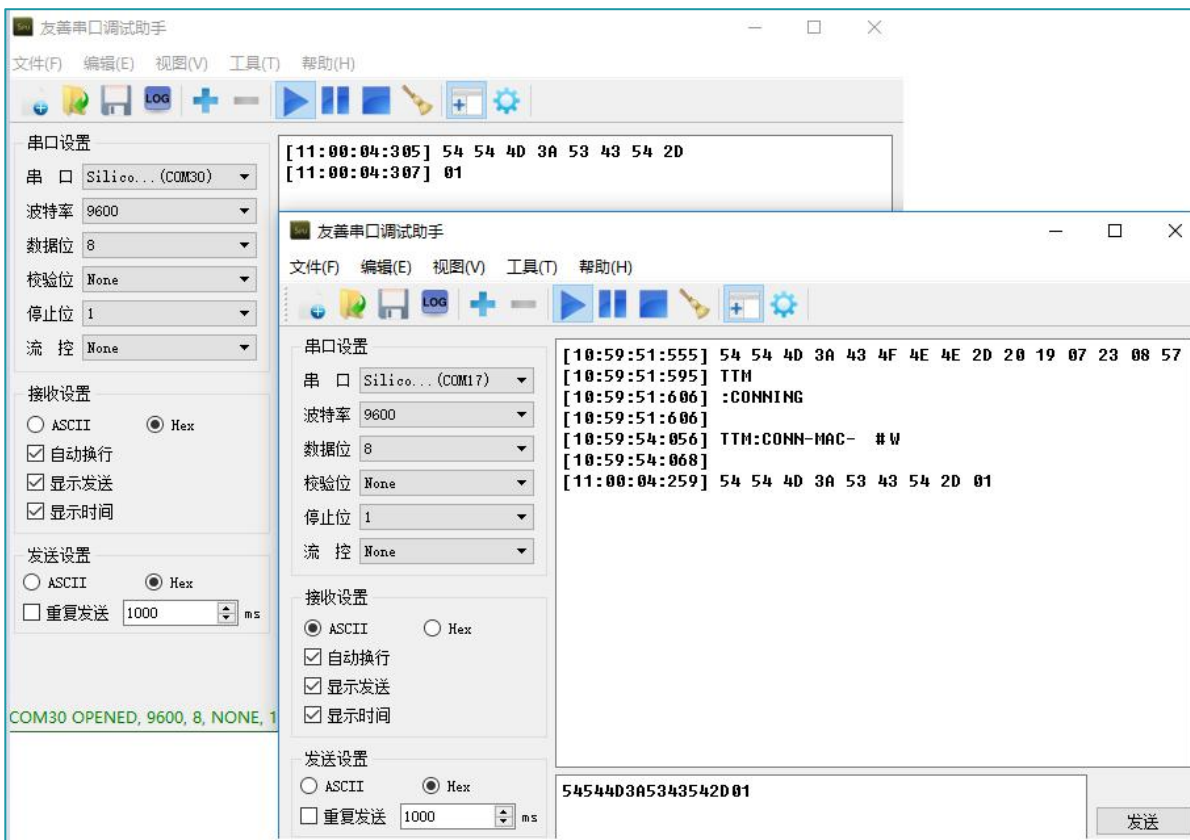 友善串口调试助手
文件(F) 编辑(E) 视图(V) 工具(T) 帮助(H)
LOG
串口设置
串 口 Silico...(COM30)
波特率 9600
数据位 8
校验位 None
停止位 1
流 控 None
接收设置
ASCII Hex
自动换行
显示发送
显示时间
发送设置
ASCII Hex
重复发送 1000 ms
COM30 OPENED, 9600, 8, NONE, 1
[11:00:04:305] 54 54 4D 3A 53 43 54 2D
[11:00:04:307] 01
友善串口调试助手
文件(F) 编辑(E) 视图(V) 工具(T) 帮助(H)
LOG
串口设置
串 口 Silico...(COM17)
波特率 9600
数据位 8
校验位 None
停止位 1
流 控 None
接收设置
ASCII Hex
自动换行
显示发送
显示时间
发送设置
ASCII Hex
重复发送 1000 ms
[10:59:51:555] 54 54 4D 3A 43 4F 4E 4E 2D 20 19 07 23 08 57
[10:59:51:595] TTM
[10:59:51:606] :CONNING
[10:59:51:606]
[10:59:54:056] TTM:CONN-MAC- #W
[10:59:54:068]
[11:00:04:259] 54 54 4D 3A 53 43 54 2D 01
54544D3A5343542D01
发送